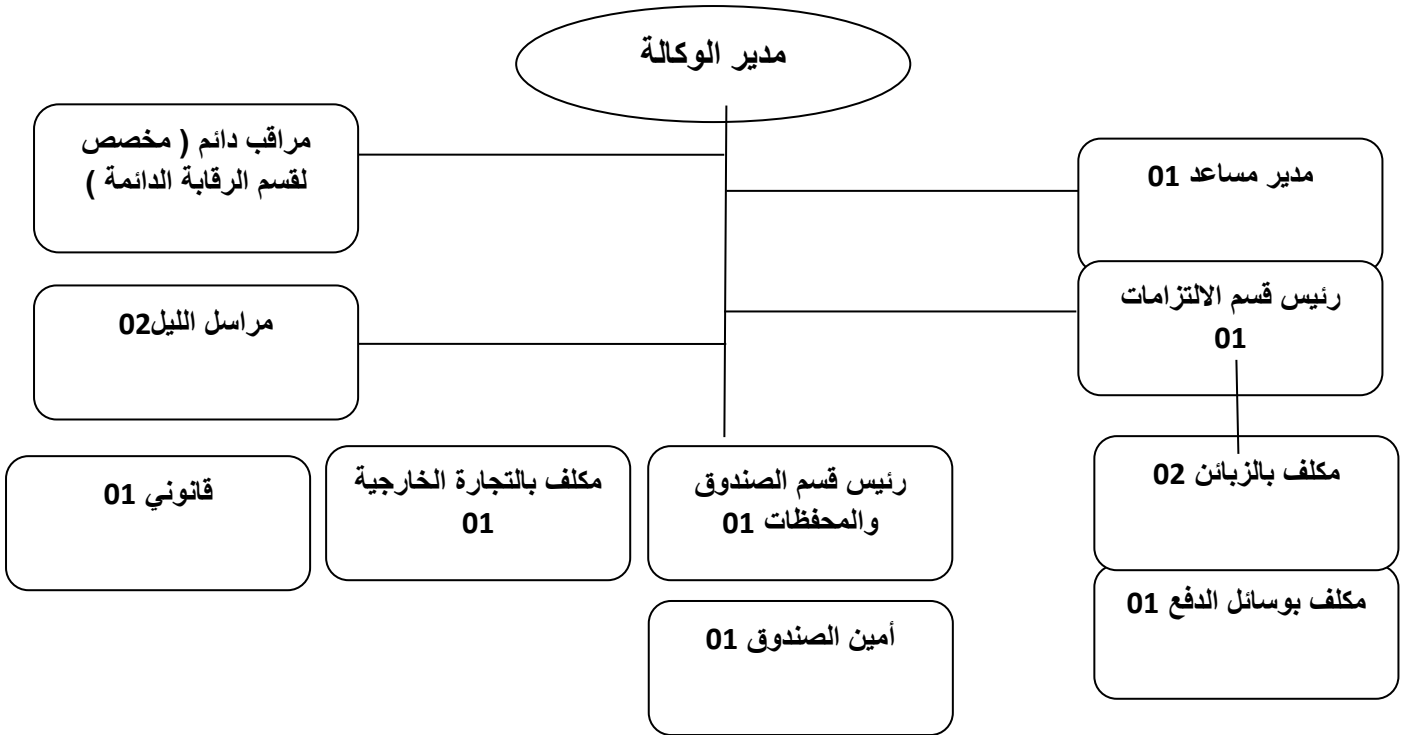 مدير الوكالة
مراقب دائم ( مخصص
لقسم الرقابة الدائمة )
مدير مساعد 01
رئيس قسم الالتزامات
01
مراسل الليل02
قانوني 01
مكلف بالتجارة الخارجية
01
رئيس قسم الصندوق
والمحفظات 01
مكلف بالزبائن 02
مكلف بوسائل الدفع 01
أمين الصندوق 01